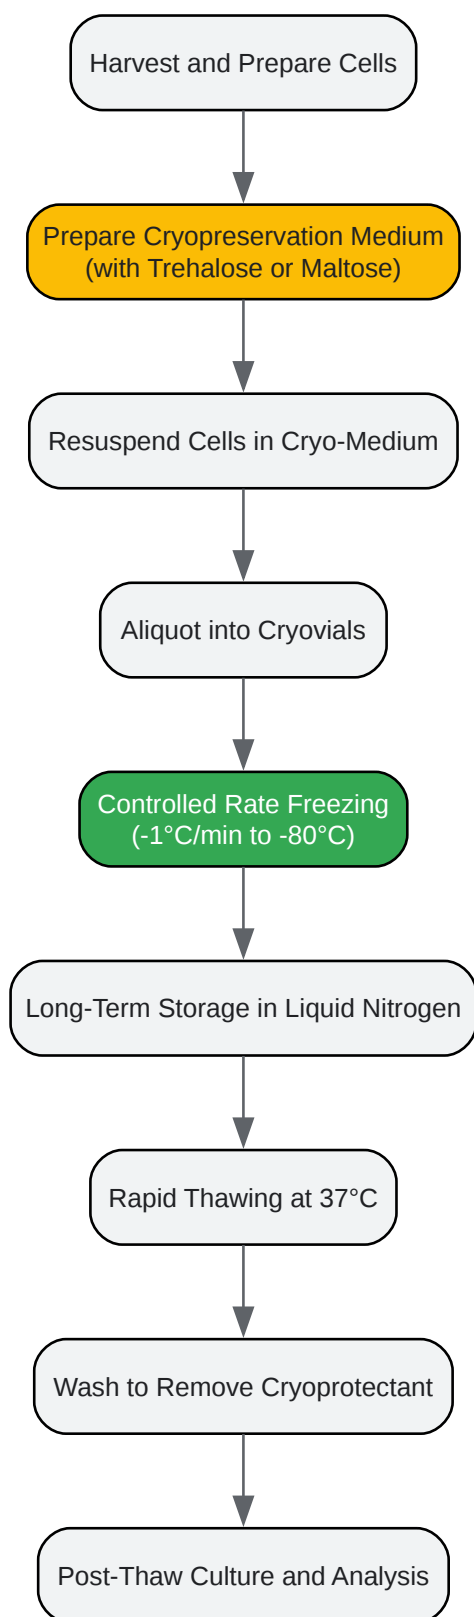 Harvest and Prepare Cells
Prepare Cryopreservation Medium
(with Trehalose or Maltose)
Resuspend Cells in Cryo-Medium
Aliquot into Cryovials
Controlled Rate Freezing
(-1°C/min to -80°C)
Long-Term Storage in Liquid Nitrogen
Rapid Thawing at 37°C
Wash to Remove Cryoprotectant
Post-Thaw Culture and Analysis